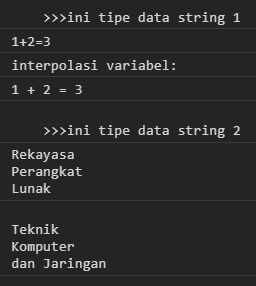 >>>ini tipe data string 1
1+2=3
interpolasi variabel:
1 + 2 = 3
>>>ini tipe data string 2
Rekayasa
Perangkat
Lunak
Teknik
Komputer
dan Jaringan